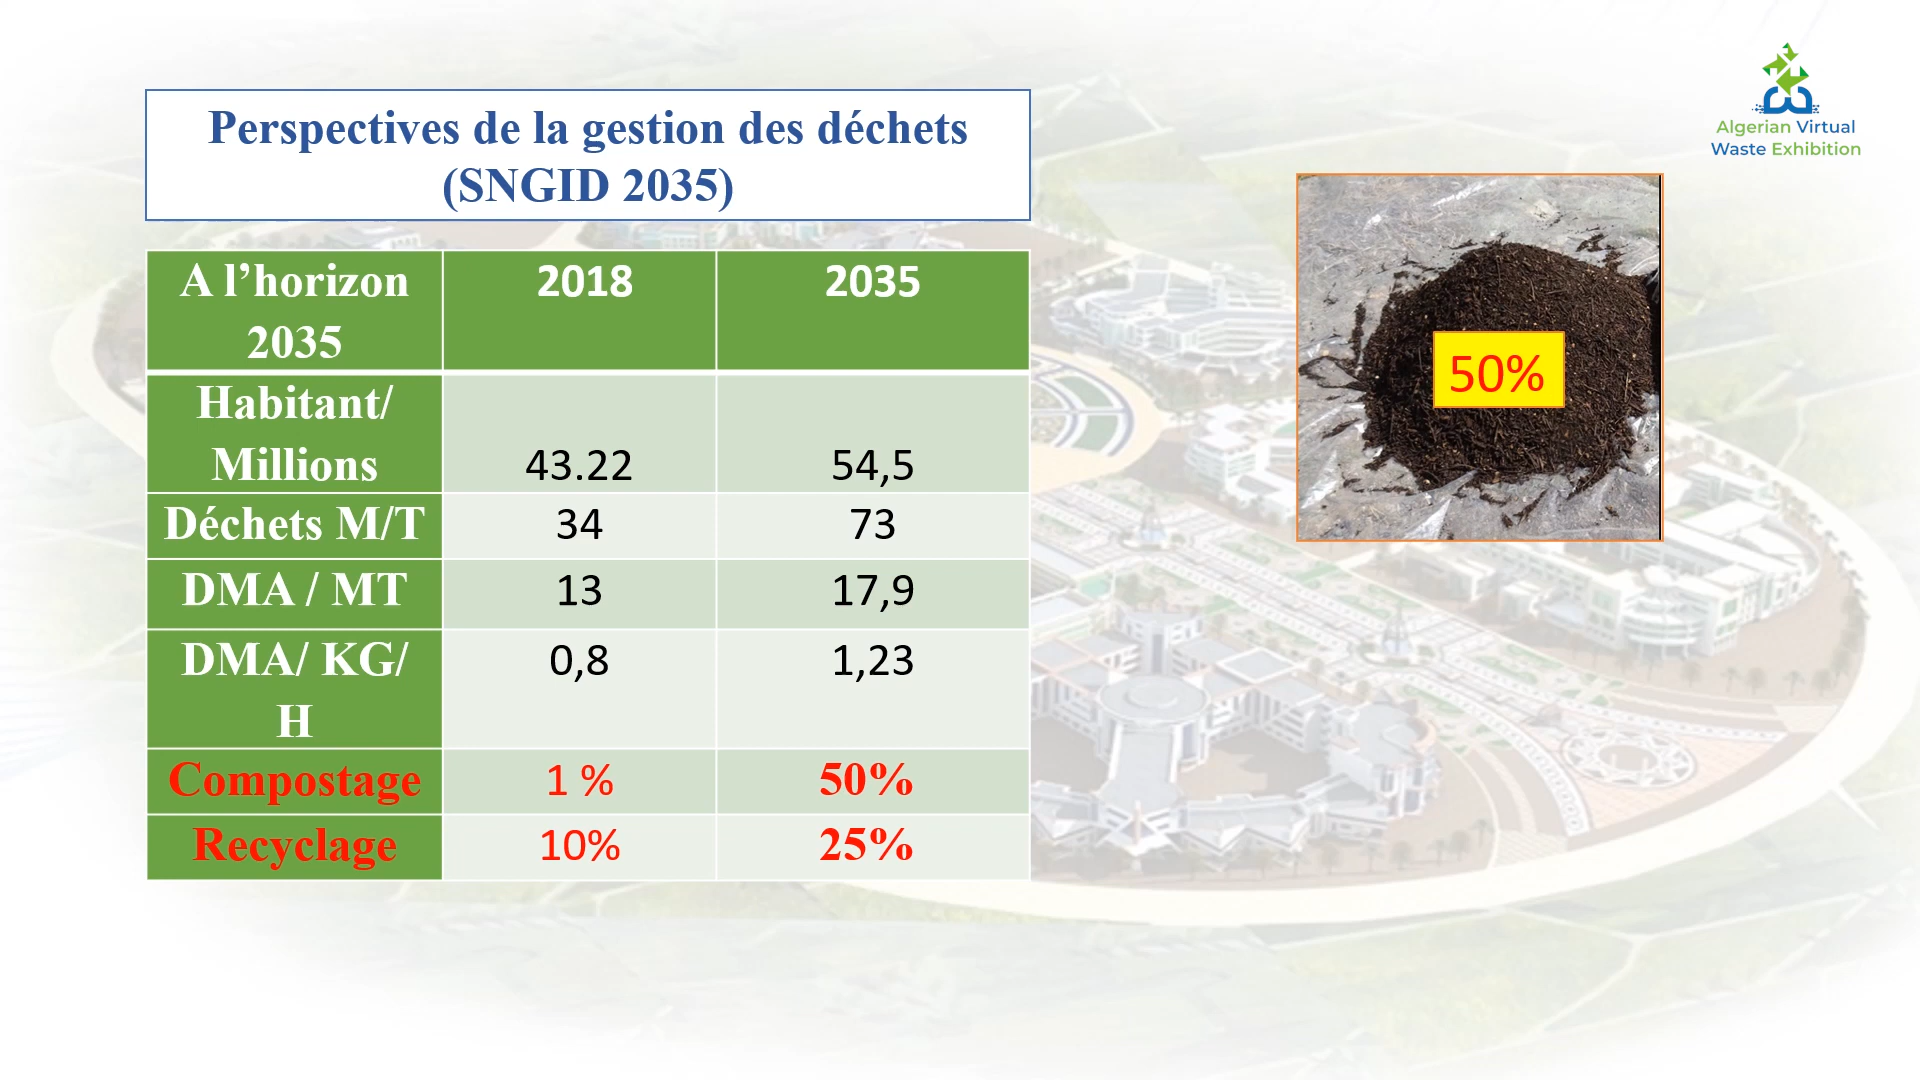 Algerian Virtual
Waste Exhibition
Perspectives de la gestion des déchets
(SNGID 2035)
A l’horizon
2035
2018
2035
Habitant/
Millions
43.22
54,5
Déchets M/T
34
73
DMA / MT
13
17,9
DMA/ KG/
H
0,8
1,23
Compostage
1 %
50%
Recyclage
10%
25%
50%